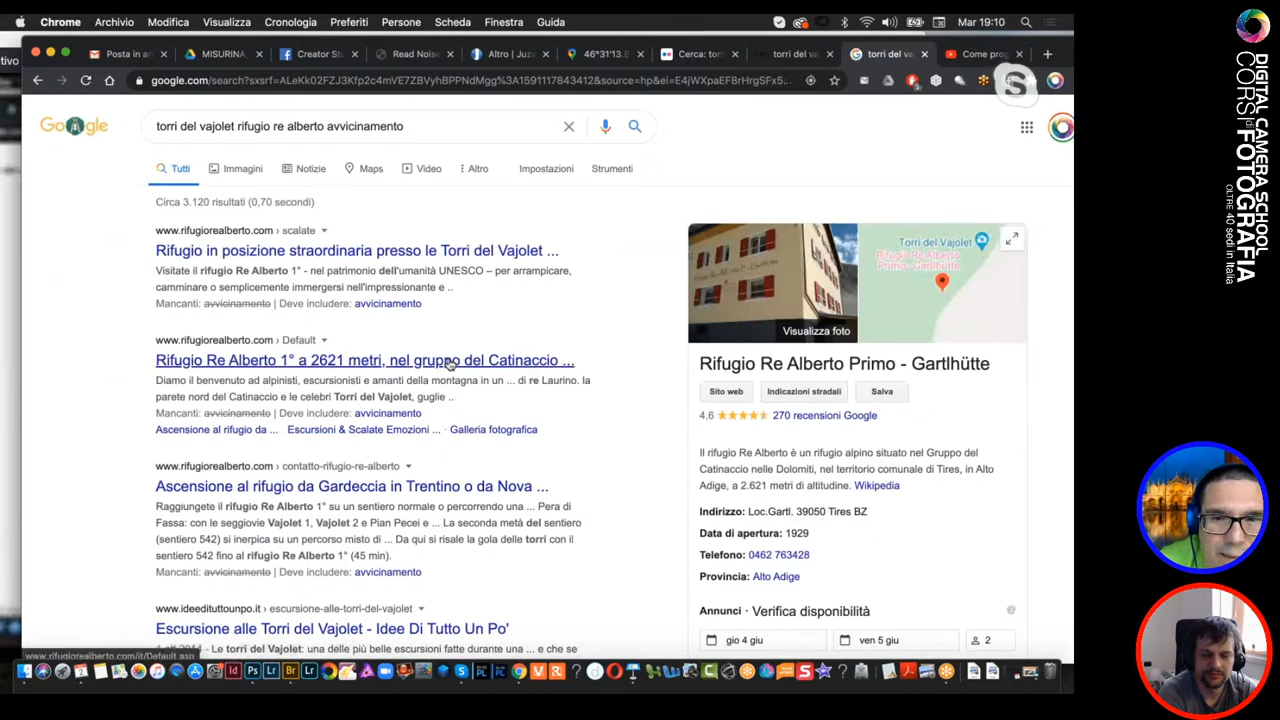 Chrome Archivio Modifica Visualizza Cronologia Preferiti Persone Scheda Finestra Guida Mar 19:10
Posta in ar MISURINA Creator Stu Read Noise Altro | Juza 46°31'13.8 Cerca: torr torri del va torri del va Come prog
google.com/search?sxsrf=ALeKk02FZJ3Kfp2c4mVE7ZBVyhBPPNdMgg%3A1591117843412&source=hp&ei=E4jWXpaEF8rHrgSFx5...
Google
torri del vajolet rifugio re alberto avvicinamento
Tutti Immagini Notizie Maps Video Altro Impostazioni Strumenti
Circa 3.120 risultati (0,70 secondi)
www.rifugiorealberto.com › scalate
Rifugio in posizione straordinaria presso le Torri del Vajolet ...
Visitate il rifugio Re Alberto 1° - nel patrimonio dell'umanità UNESCO – per arrampicare,
camminare o semplicemente immergersi nell'impressionante e ..
Mancanti: avvicinamento | Deve includere: avvicinamento
www.rifugiorealberto.com › Default
Rifugio Re Alberto 1° a 2621 metri, nel gruppo del Catinaccio ...
Diamo il benvenuto ad alpinisti, escursionisti e amanti della montagna in un ... di re Laurino. la
parete nord del Catinaccio e le celebri Torri del Vajolet, guglie ..
Mancanti: avvicinamento | Deve includere: avvicinamento
Ascensione al rifugio da ... Escursioni & Scalate Emozioni ... · Galleria fotografica
www.rifugiorealberto.com › contatto-rifugio-re-alberto
Ascensione al rifugio da Gardeccia in Trentino o da Nova ...
Raggiungete il rifugio Re Alberto 1° su un sentiero normale o percorrendo una ... Pera di
Fassa: con le seggiovie Vajolet 1, Vajolet 2 e Pian Pecei e ... La seconda metà del sentiero
(sentiero 542) si inerpica su un percorso misto di ... Da qui si risale la gola delle torri con il
sentiero 542 fino al rifugio Re Alberto 1° (45 min).
Mancanti: avvicinamento | Deve includere: avvicinamento
www.ideedituttounpo.it › escursione-alle-torri-del-vajolet
Escursione alle Torri del Vajolet - Idee Di Tutto Un Po'
2014 - Le torri del Vajolet: una delle più belle escursioni fatte durante una ... e che se
www.rifugiorealberto.com/it/Default.asp
Torri del Vajolet
Rifugio Re Alberto
Primo - Gartlhütte
Visualizza foto
Rifugio Re Alberto Primo - Gartlhütte
Sito web Indicazioni stradali Salva
4,6 270 recensioni Google
Il rifugio Re Alberto è un rifugio alpino situato nel Gruppo del
Catinaccio nelle Dolomiti, nel territorio comunale di Tires, in Alto
Adige, a 2.621 metri di altitudine. Wikipedia
Indirizzo: Loc.Gartl. 39050 Tires BZ
Data di apertura: 1929
Telefono: 0462 763428
Provincia: Alto Adige
Annunci · Verifica disponibilità
gio 4 giu ven 5 giu 2
DIGITAL CAMERA SCHOOL
CORSI di FOTOGRAFIA
OLTRE 40 sedi in Italia